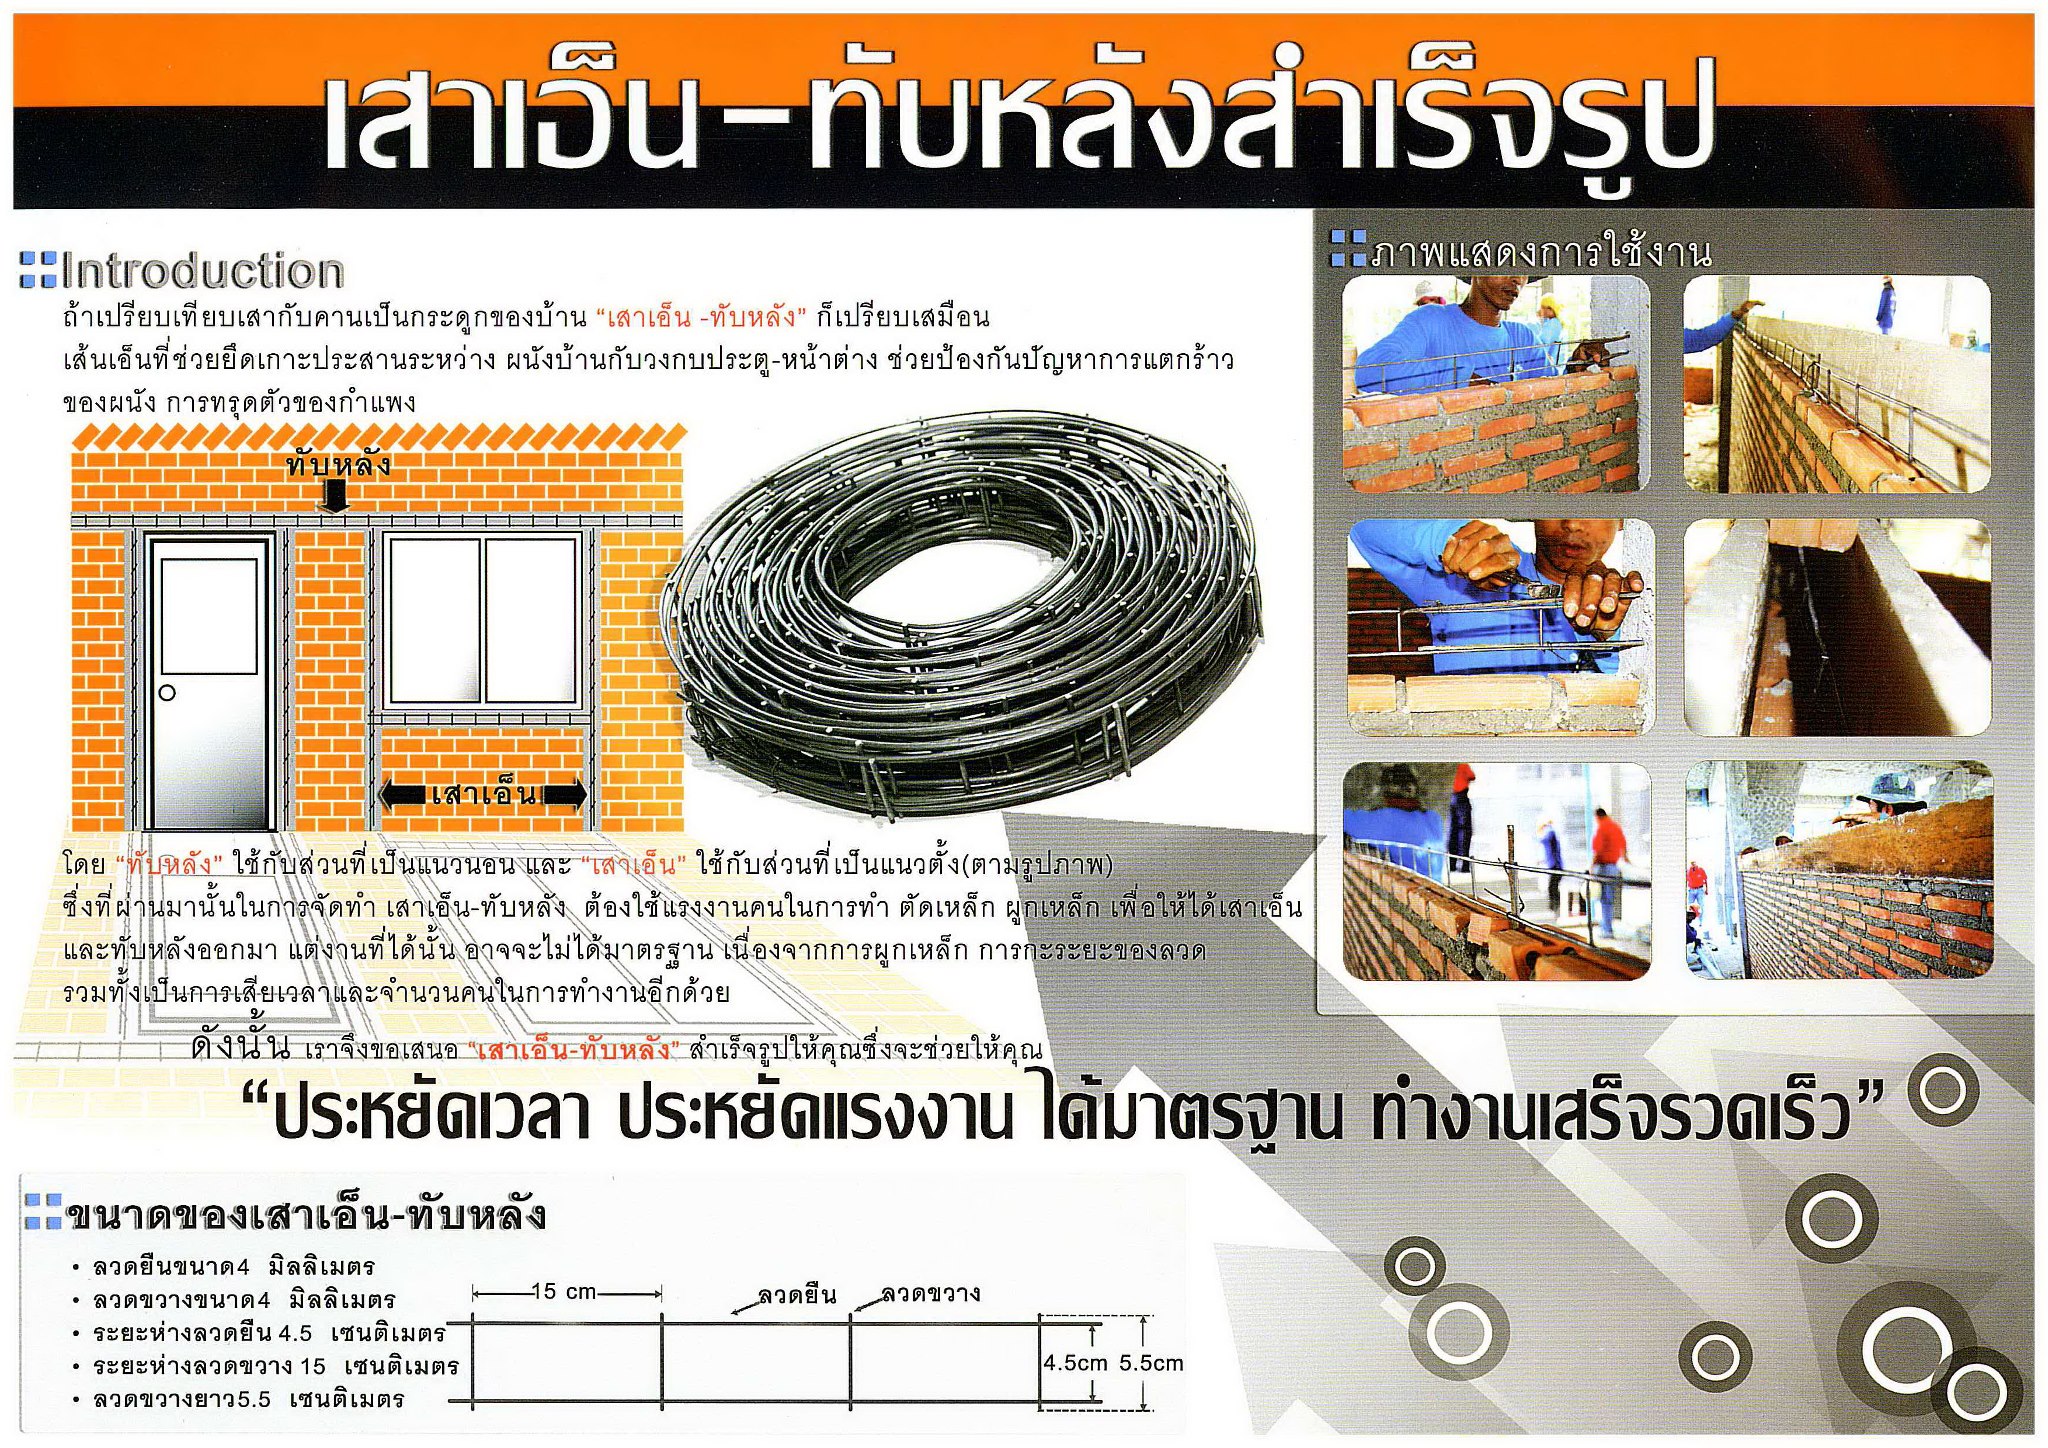 เสาเอ็น-ทับหลังสำเร็จรูป
Introduction
ถ้าเปรียบเทียบเสากับคานเป็นกระดูกของบ้าน “เสาเอ็น -ทับหลัง” ก็เปรียบเสมือน
เส้นเอ็นที่ช่วยยึดเกาะประสานระหว่าง ผนังบ้านกับวงกบประตู-หน้าต่าง ช่วยป้องกันปัญหาการแตกร้าว
ของผนัง การทรุดตัวของกำแพง
ทับหลัง
เสาเอ็น
โดย “ทับหลัง” ใช้กับส่วนที่เป็นแนวนอน และ “เสาเอ็น” ใช้กับส่วนที่เป็นแนวตั้ง(ตามรูปภาพ)
ซึ่งที่ผ่านมานั้นในการจัดทำ เสาเอ็น-ทับหลัง ต้องใช้แรงงานคนในการทำ ตัดเหล็ก ผูกเหล็ก เพื่อให้ได้เสาเอ็น
และทับหลังออกมา แต่งานที่ได้นั้น อาจจะไม่ได้มาตรฐาน เนื่องจากการผูกเหล็ก การกะระยะของลวด
รวมทั้งเป็นการเสียเวลาและจำนวนคนในการทำงานอีกด้วย
ดังนั้น เราจึงขอเสนอ “เสาเอ็น-ทับหลัง” สำเร็จรูปให้คุณซึ่งจะช่วยให้คุณ
“ประหยัดเวลา ประหยัดแรงงาน ได้มาตรฐาน ทำงานเสร็จรวดเร็ว”
ภาพแสดงการใช้งาน
ขนาดของเสาเอ็น-ทับหลัง
• ลวดยืนขนาด4 มิลลิเมตร
• ลวดขวางขนาด4 มิลลิเมตร
• ระยะห่างลวดยืน 4.5 เซนติเมตร
• ระยะห่างลวดขวาง 15 เซนติเมตร
• ลวดขวางยาว5.5 เซนติเมตร
15 cm
ลวดยืน
ลวดขวาง
4.5cm 5.5cm